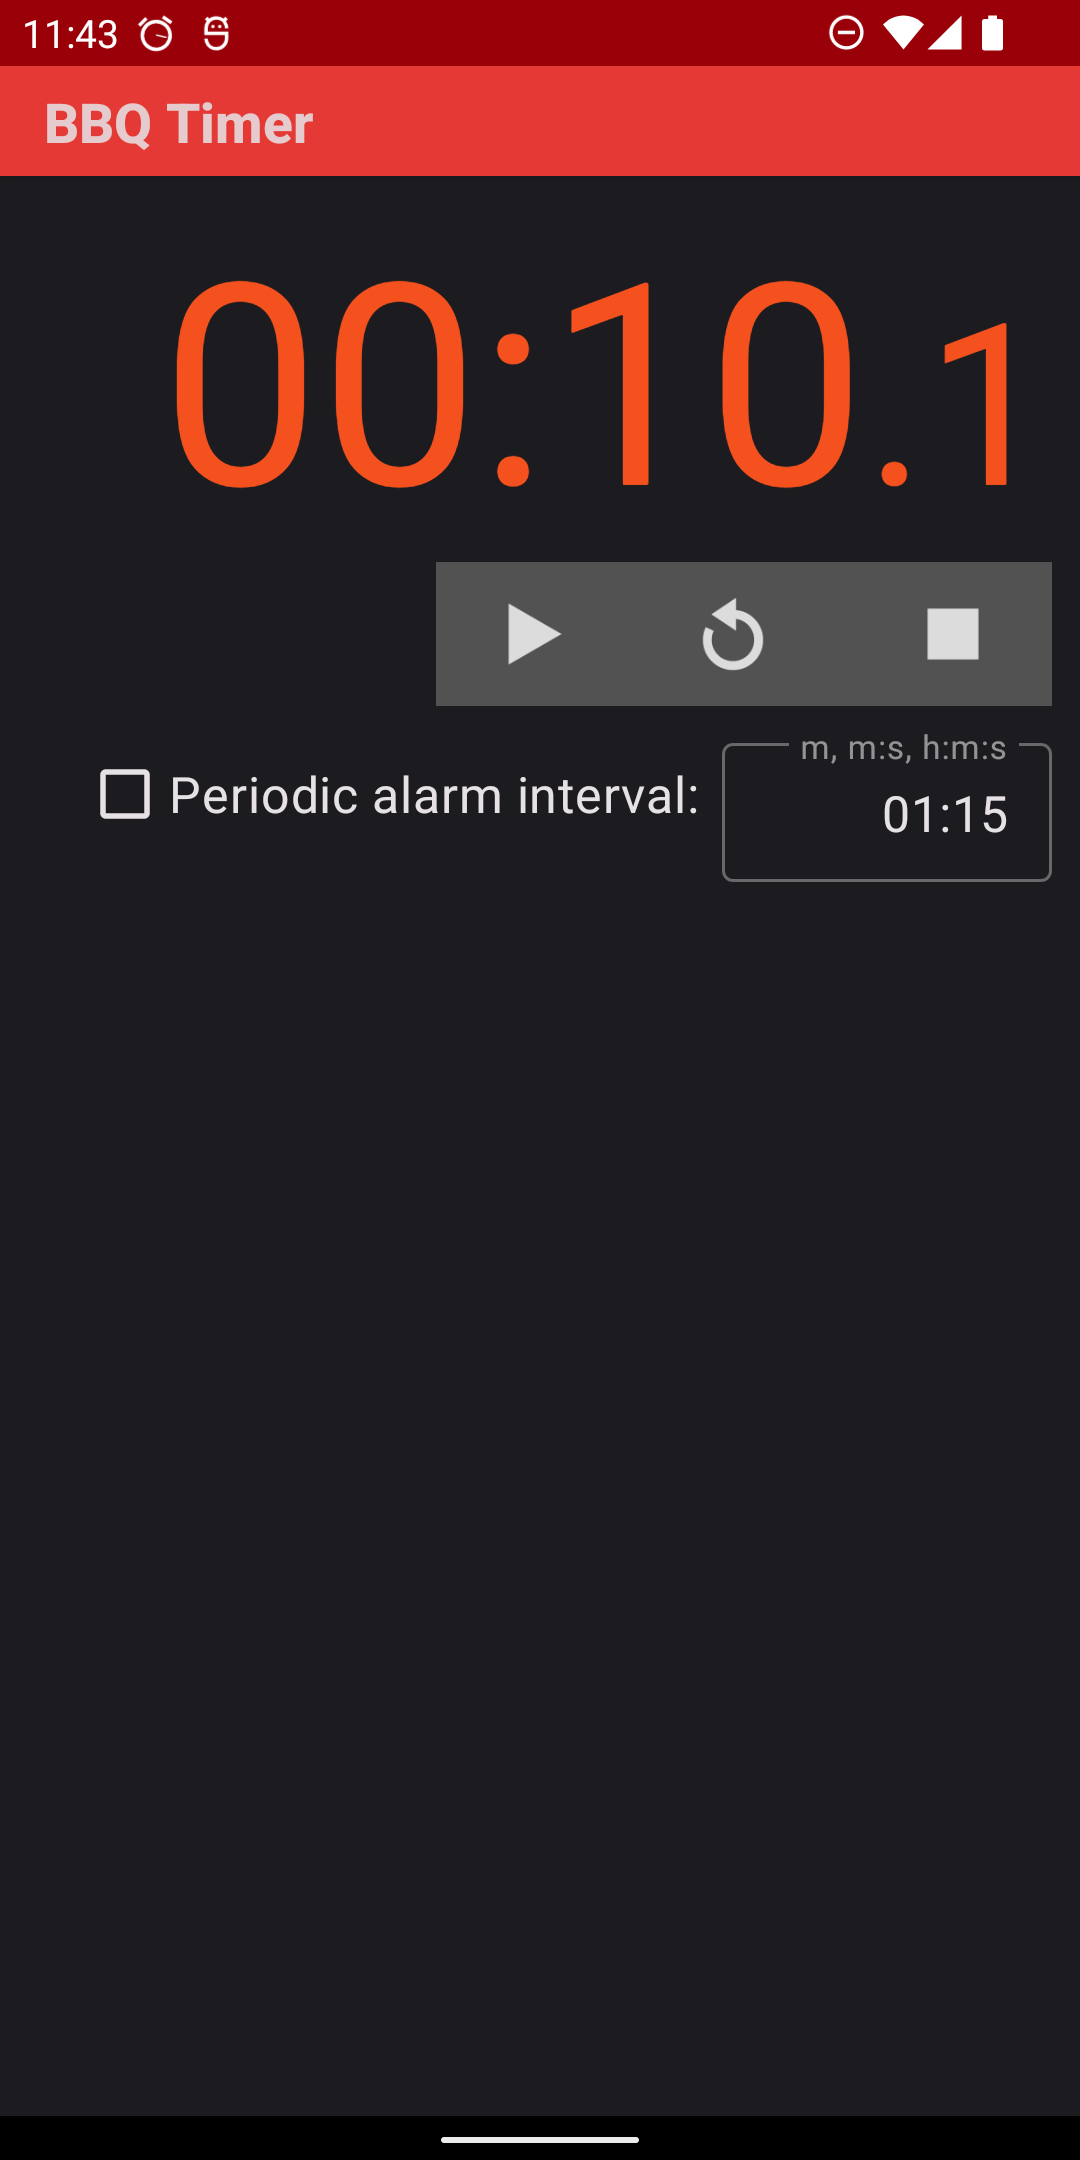 11:43
BBQ Timer
00:10.1
m, m:s, h:m:s
Periodic alarm interval:
01:15